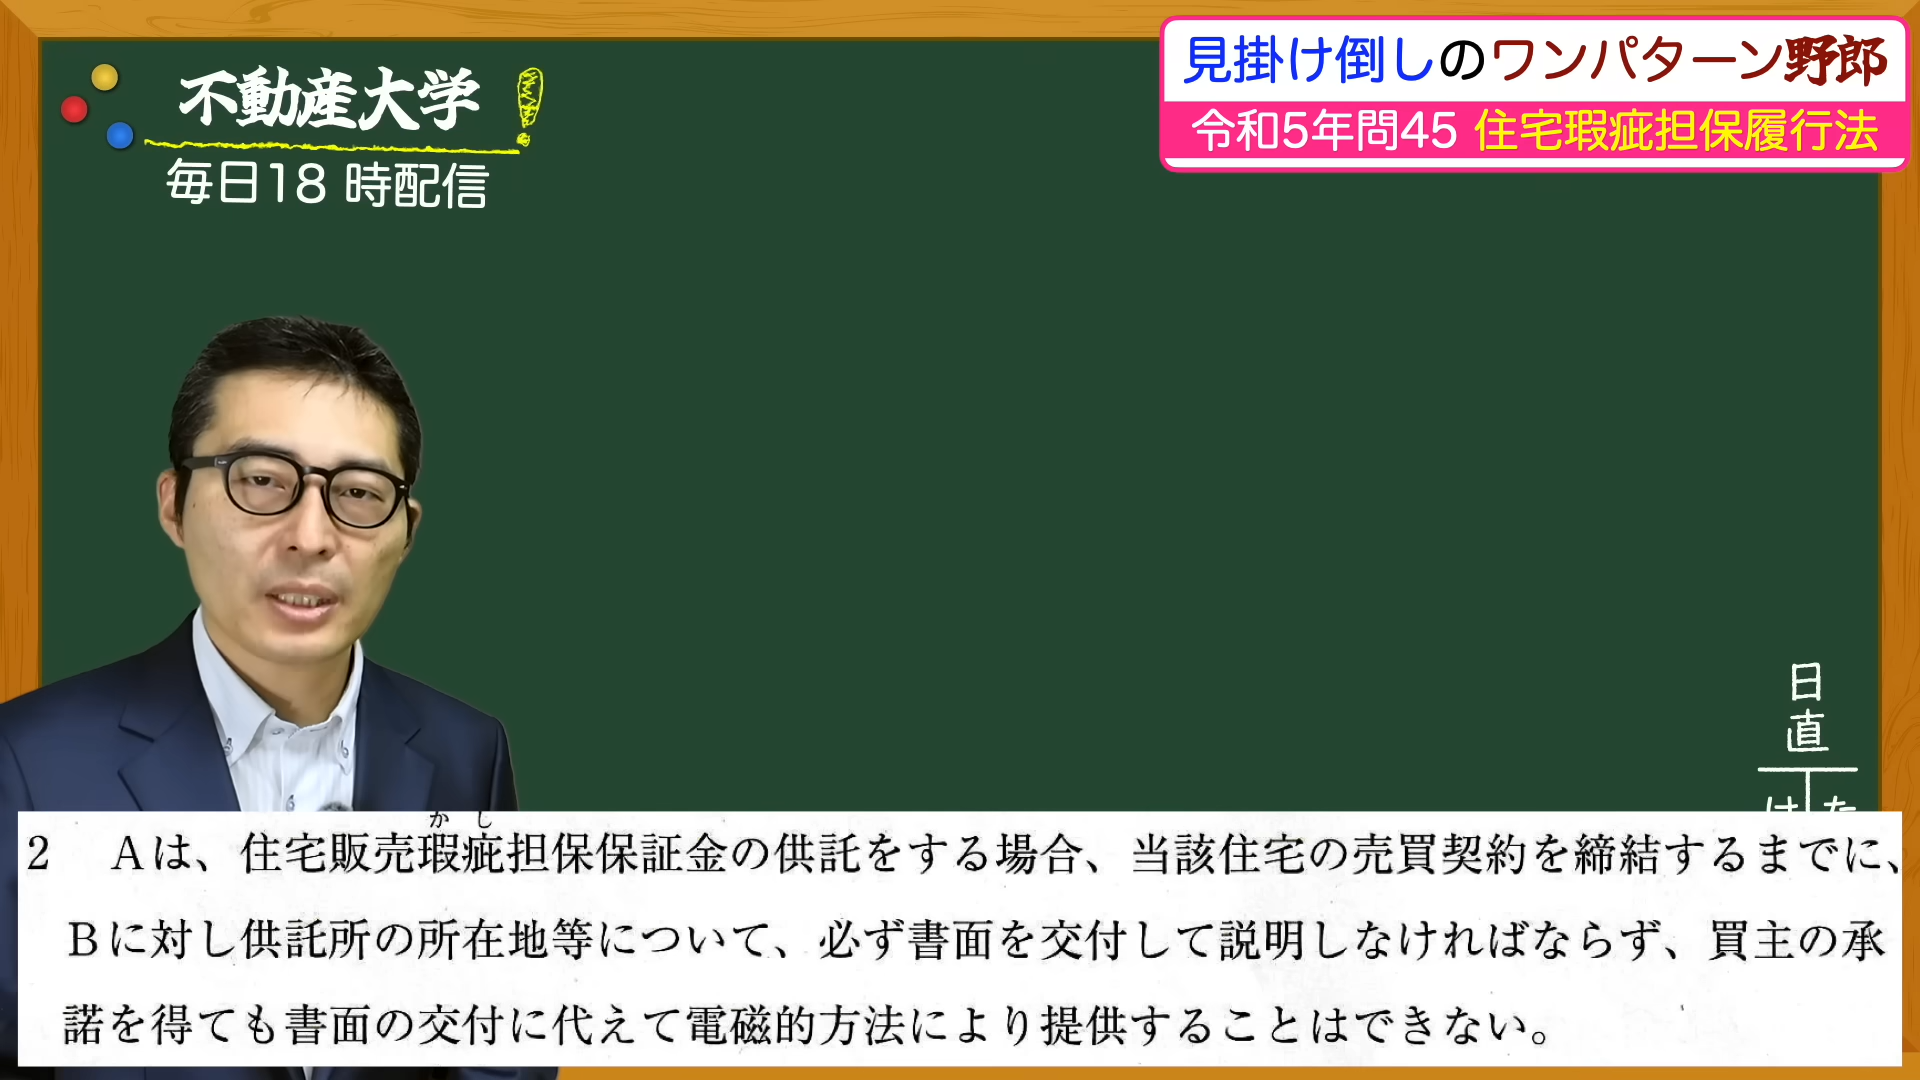 不動産大学!
毎日18時配信
見掛け倒しのワンパターン野郎
令和5年問45 住宅瑕疵担保履行法
日直
かし
2 Aは、住宅販売瑕疵担保保証金の供託をする場合、当該住宅の売買契約を締結するまでに、
Bに対し供託所の所在地等について、必ず書面を交付して説明しなければならず、買主の承
諾を得ても書面の交付に代えて電磁的方法により提供することはできない。